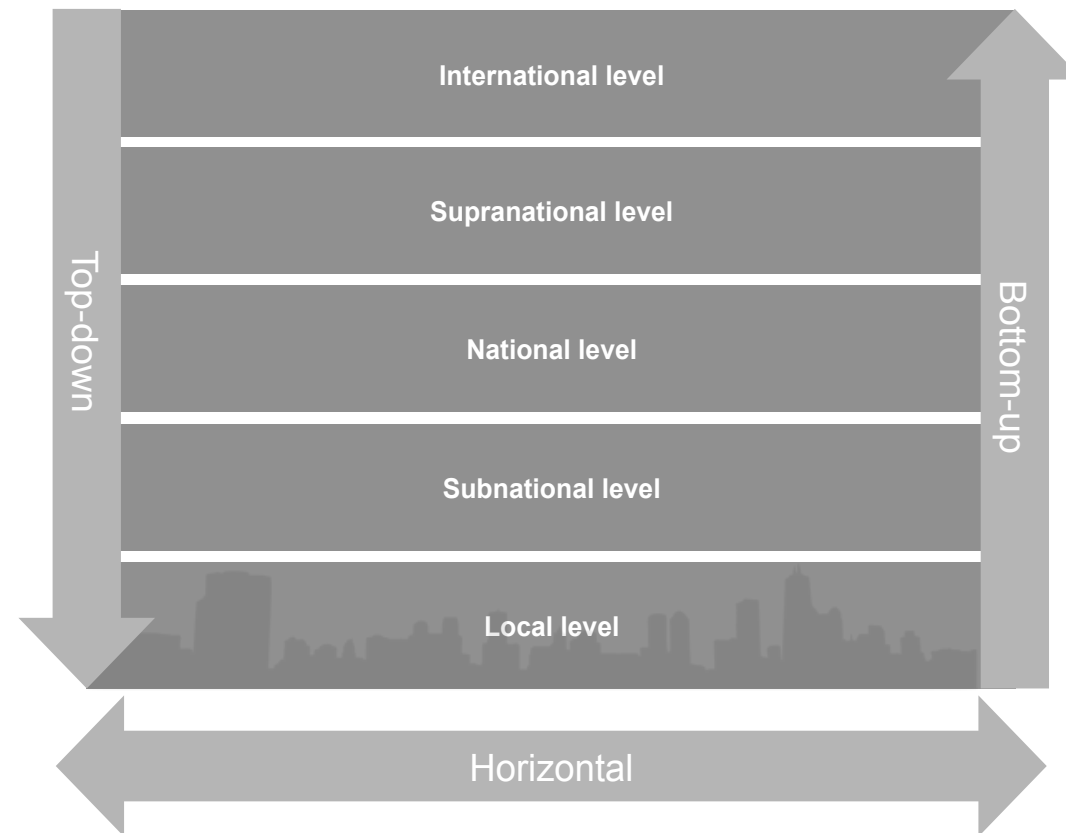 International level
Supranational level
Top-down
National level
Bottom-up
Subnational level
Local level
Horizontal